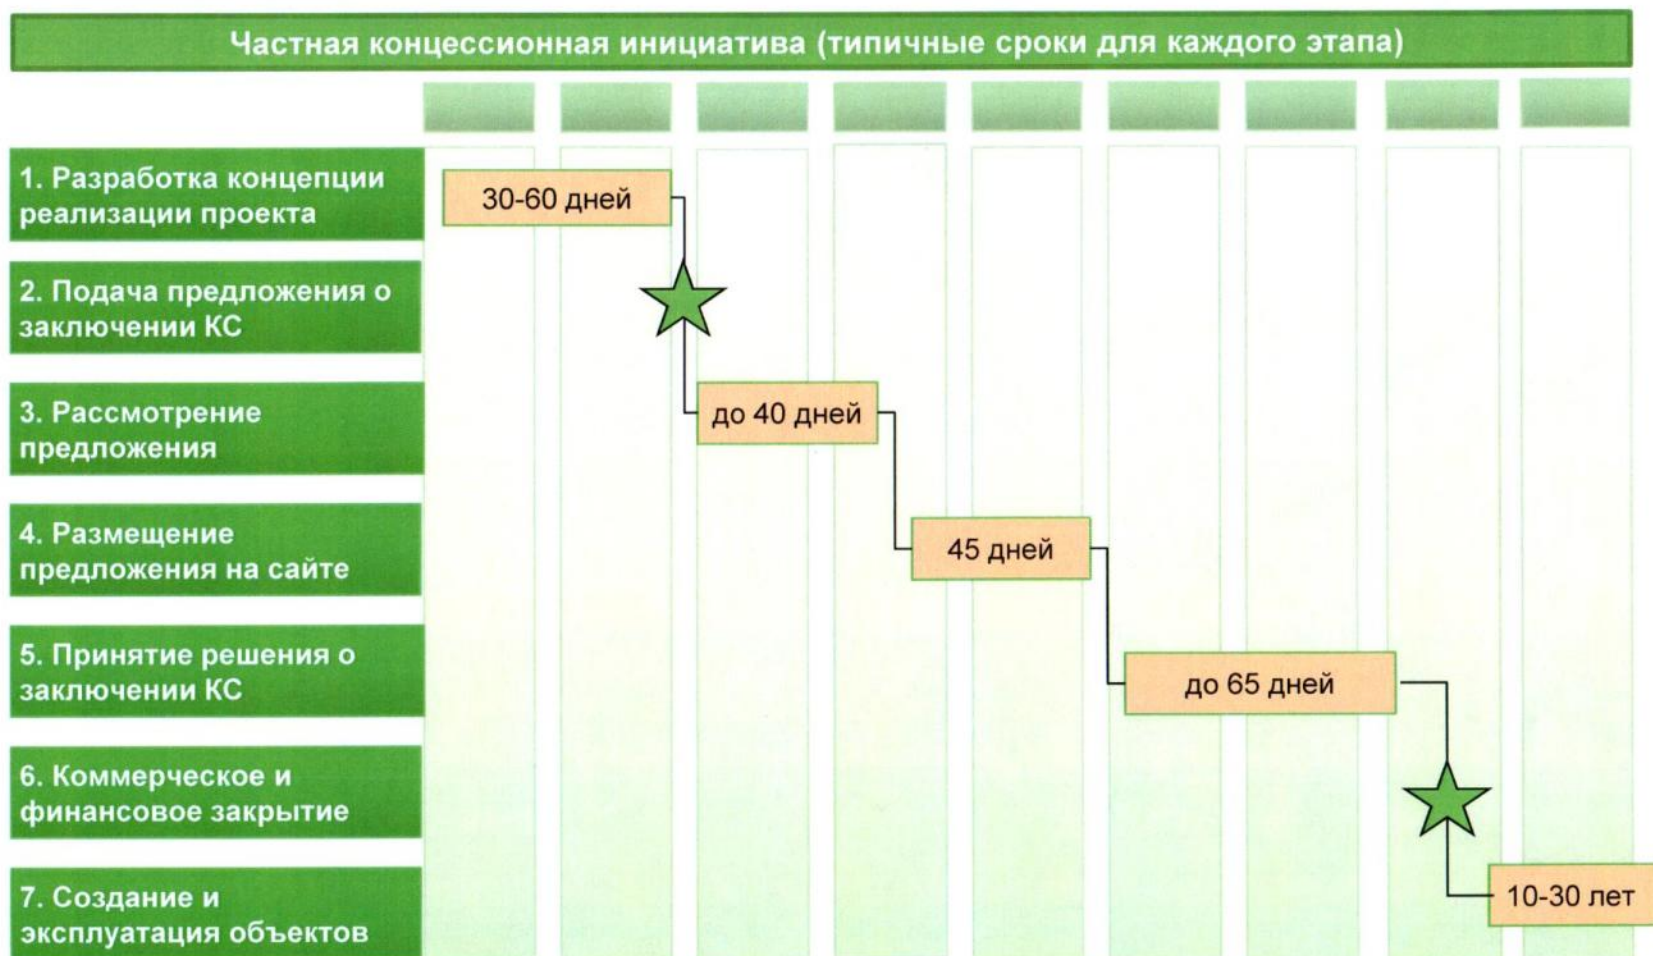 Частная концессионная инициатива (типичные сроки для каждого этапа)
1. Разработка концепции
реализации проекта
30-60 дней
2. Подача предложения о
заключении КС
3. Рассмотрение
предложения
до 40 дней
4. Размещение
предложения на сайте
45 дней
5. Принятие решения о
заключении КС
до 65 дней
6. Коммерческое и
финансовое закрытие
7. Создание и
эксплуатация объектов
10-30 лет